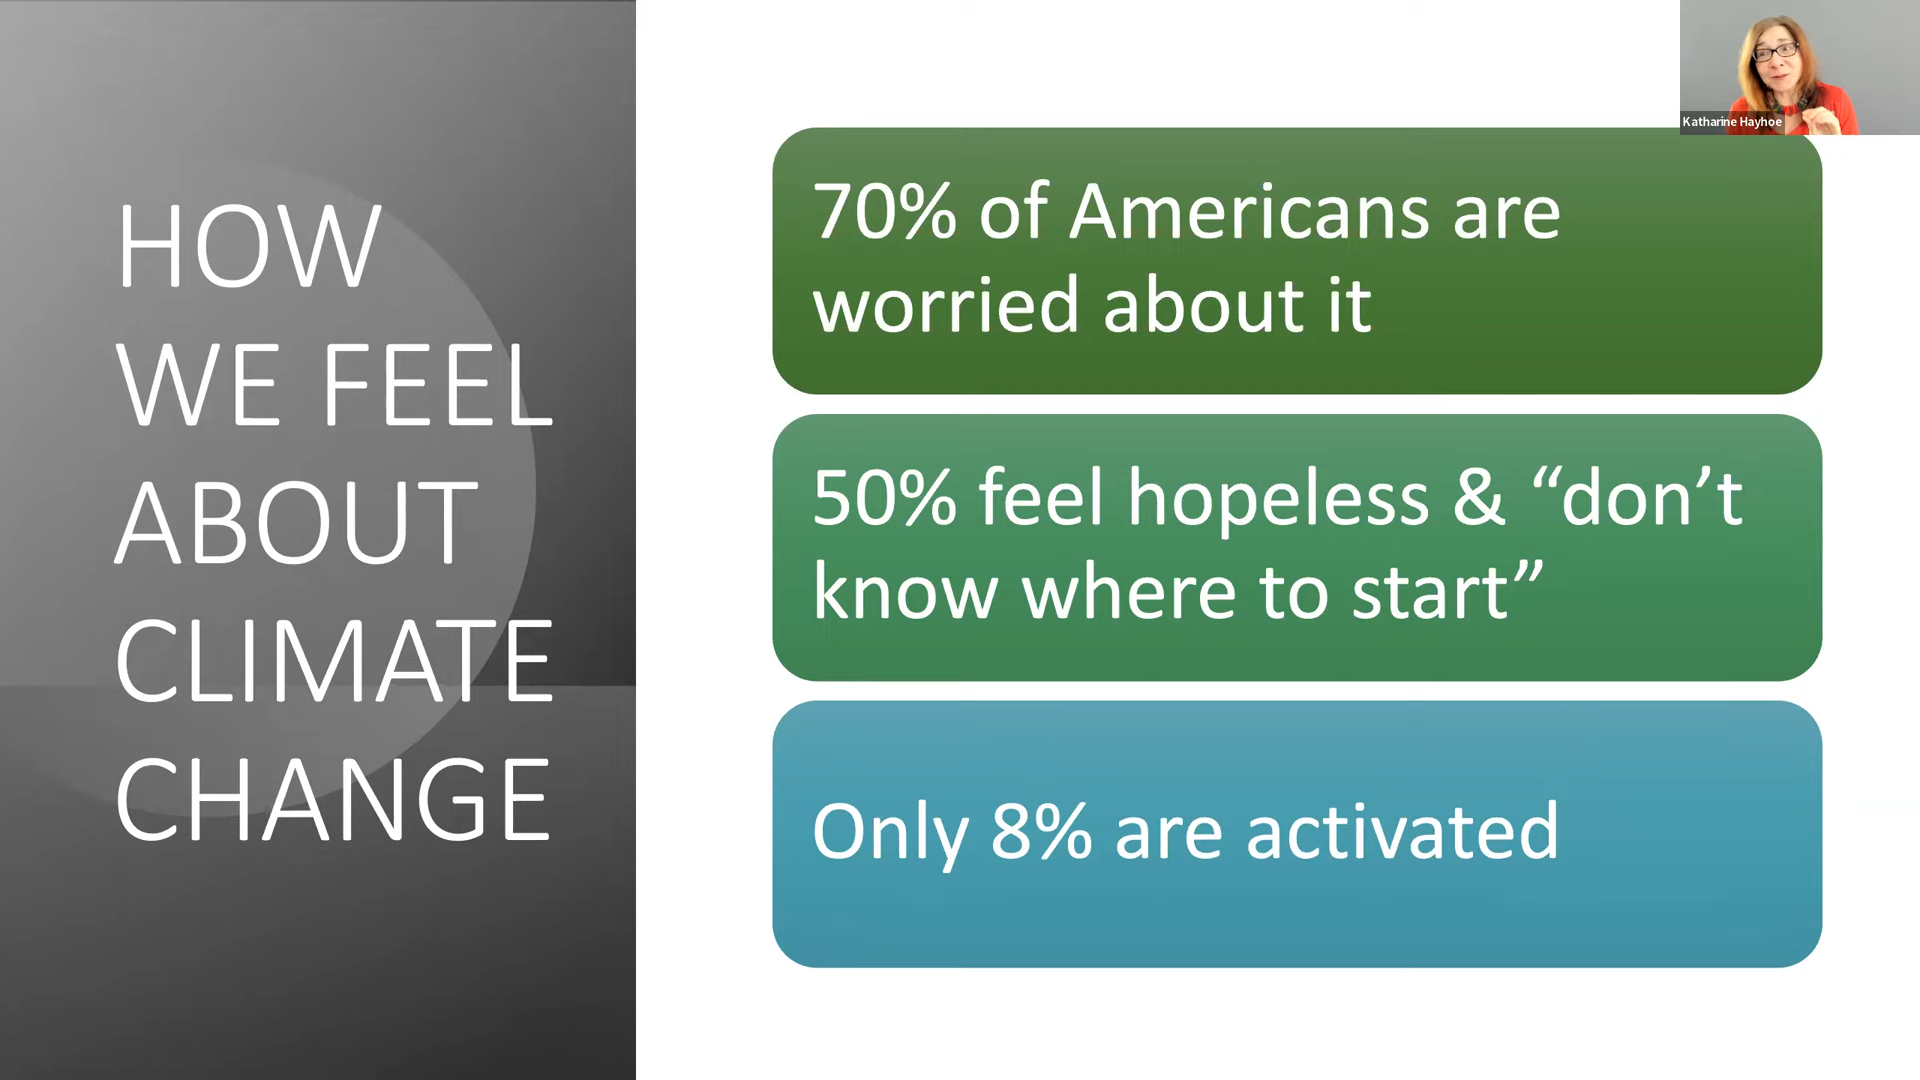 HOW
WE FEEL
ABOUT
CLIMATE
CHANGE
70% of Americans are
worried about it
50% feel hopeless & “don’t
know where to start”
Only 8% are activated
Katharine Hayhoe